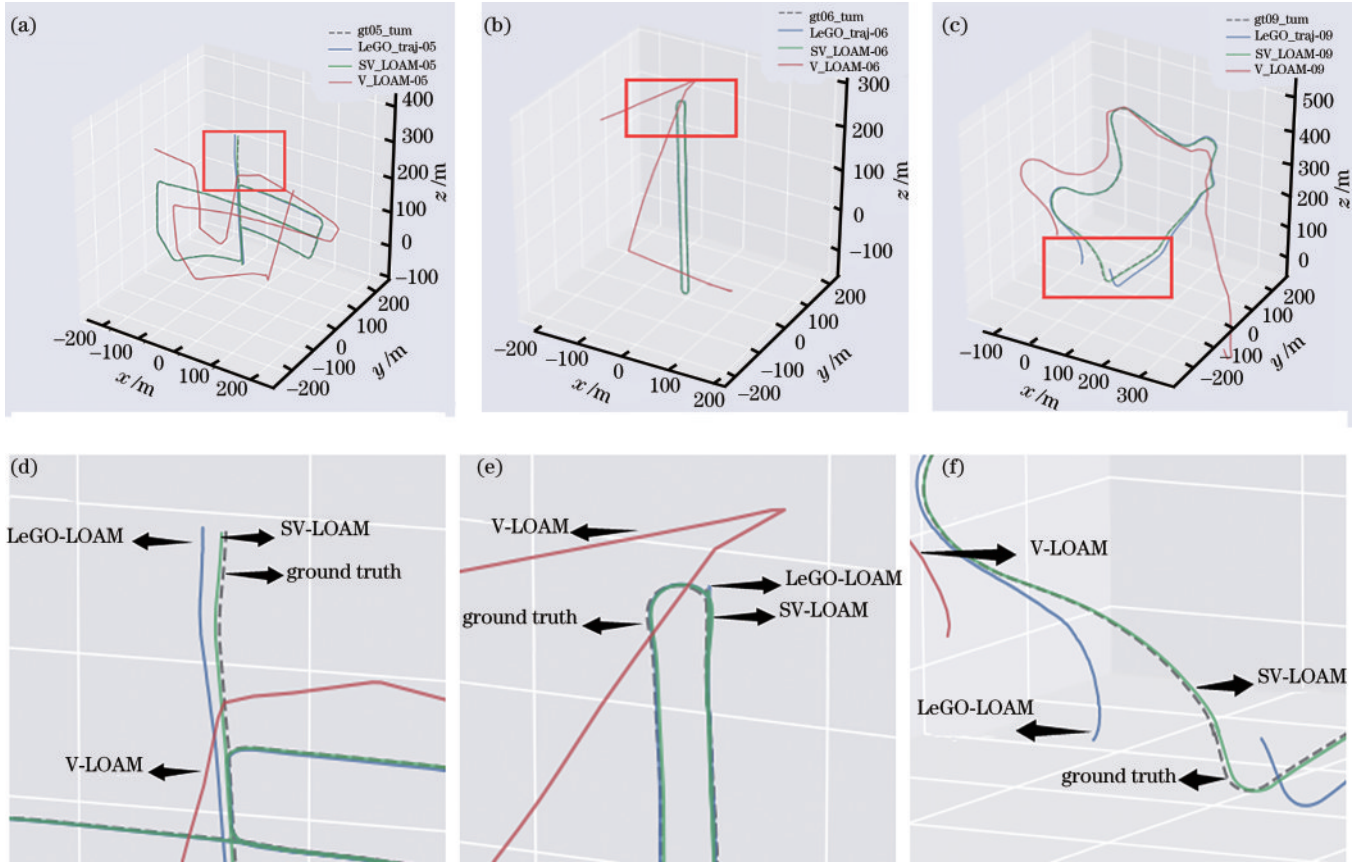 (a)
gt05_tum
LeGO_traj-05
SV_LOAM-05
V_LOAM-05
400
300
200
100
0
−100
z /m
−200
−100
0
100
200
x /m
−200
−100
0
100
200
y /m
(b)
gt06_tum
LeGO_traj-06
SV_LOAM-06
V_LOAM-06
300
200
100
0
−100
z /m
−200
−100
0
100
200
x /m
−200
−100
0
100
200
y /m
(c)
gt09_tum
LeGO_traj-09
SV_LOAM-09
V_LOAM-09
500
400
300
200
100
0
z /m
−100
0
100
200
300
x /m
−200
−100
0
100
200
y /m
(d)
LeGO-LOAM
SV-LOAM
ground truth
V-LOAM
(e)
V-LOAM
LeGO-LOAM
SV-LOAM
ground truth
(f)
V-LOAM
SV-LOAM
LeGO-LOAM
ground truth